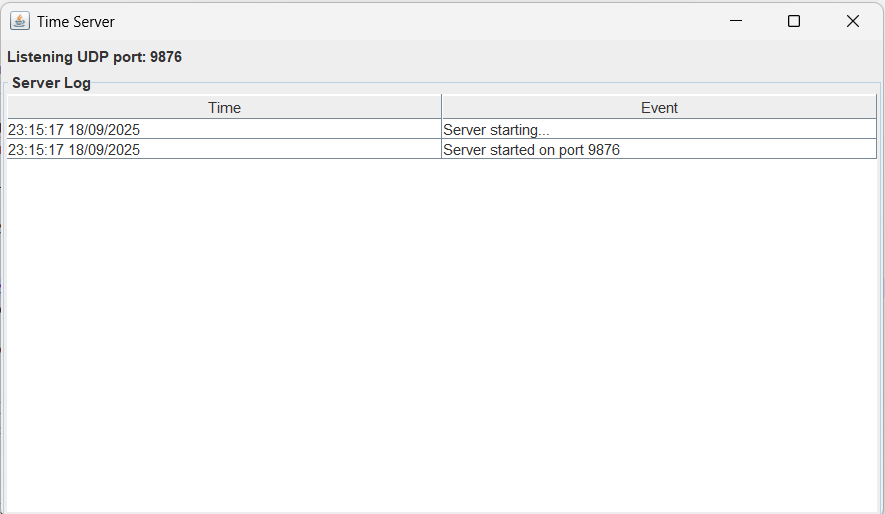 Time Server
Listening UDP port: 9876
Server Log
Time Event
23:15:17 18/09/2025 Server starting...
23:15:17 18/09/2025 Server started on port 9876